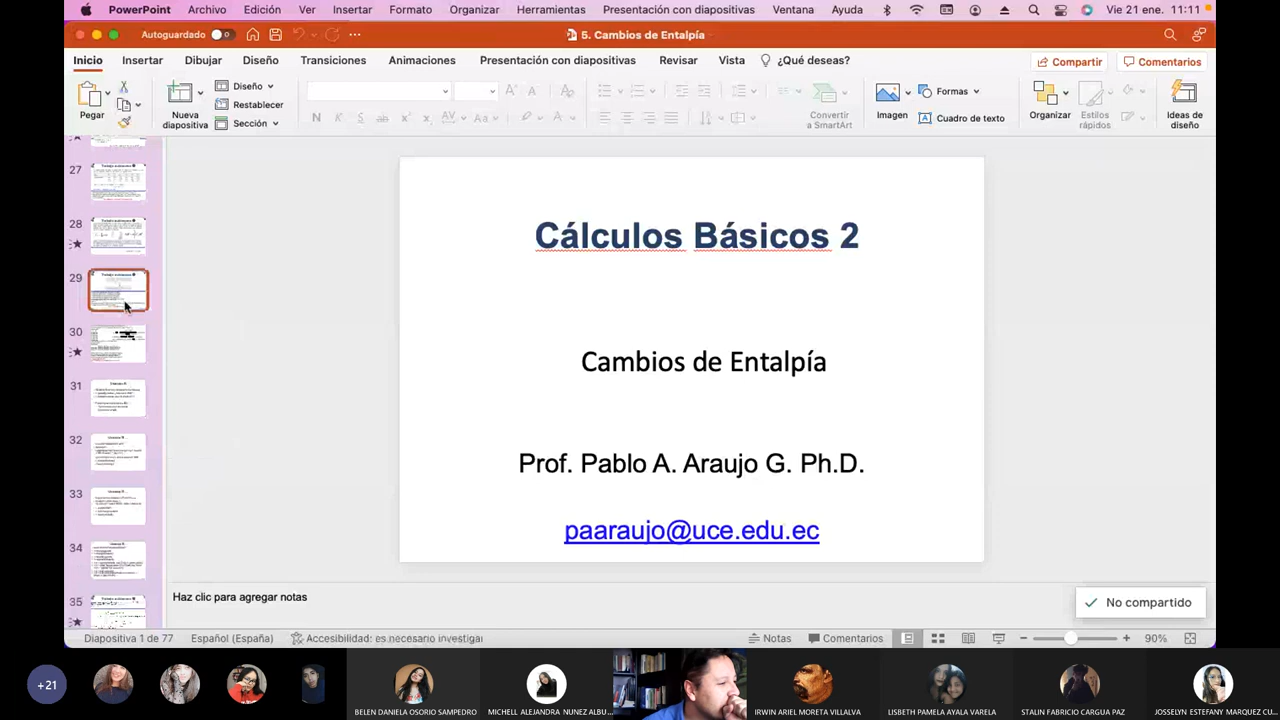 PowerPoint Archivo Edición Ver Insertar Formato Organizar Herramientas Presentación con diapositivas Ventana Ayuda Vie 21 ene. 11:11
Autoguardado 5. Cambios de Entalpía
Inicio Insertar Dibujar Diseño Transiciones Animaciones Presentación con diapositivas Revisar Vista ¿Qué deseas? Compartir Comentarios
Pegar
Nueva diapositiva
Diseño
Restablecer
Sección
N
Convertir a SmartArt
Imagen
Formas
Cuadro de texto
Organizar
Estilos rápidos
Ideas de diseño
27
28
29
30
31
32
33
34
35
Cálculos Básicos 2
Cambios de Entalpía
Prof. Pablo A. Araujo G. Ph.D.
paaraujo@uce.edu.ec
Haz clic para agregar notas
No compartido
Diapositiva 1 de 77 Español (España) Accesibilidad: es necesario investigar Notas Comentarios 90%
+21
BELEN DANIELA OSORIO SAMPEDRO
MICHELL ALEJANDRA NUNEZ ALBU...
IRWIN ARIEL MORETA VILLALVA
LISBETH PAMELA AYALA VARELA
STALIN FABRICIO CARGUA PAZ
JOSSELYN ESTEFANY MARQUEZ CU...